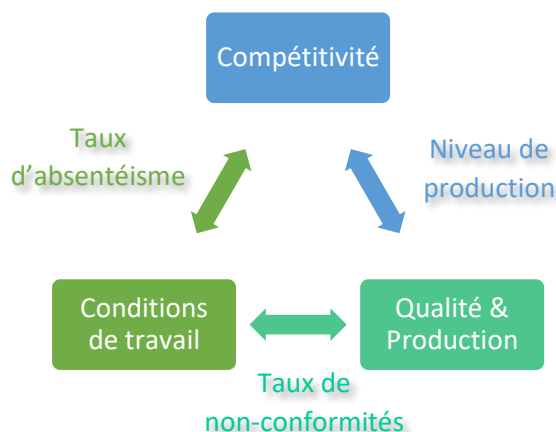 Compétitivité
Taux
d'absentéisme
Niveau de
production
Conditions
de travail
Qualité &
Production
Taux de
non-conformités